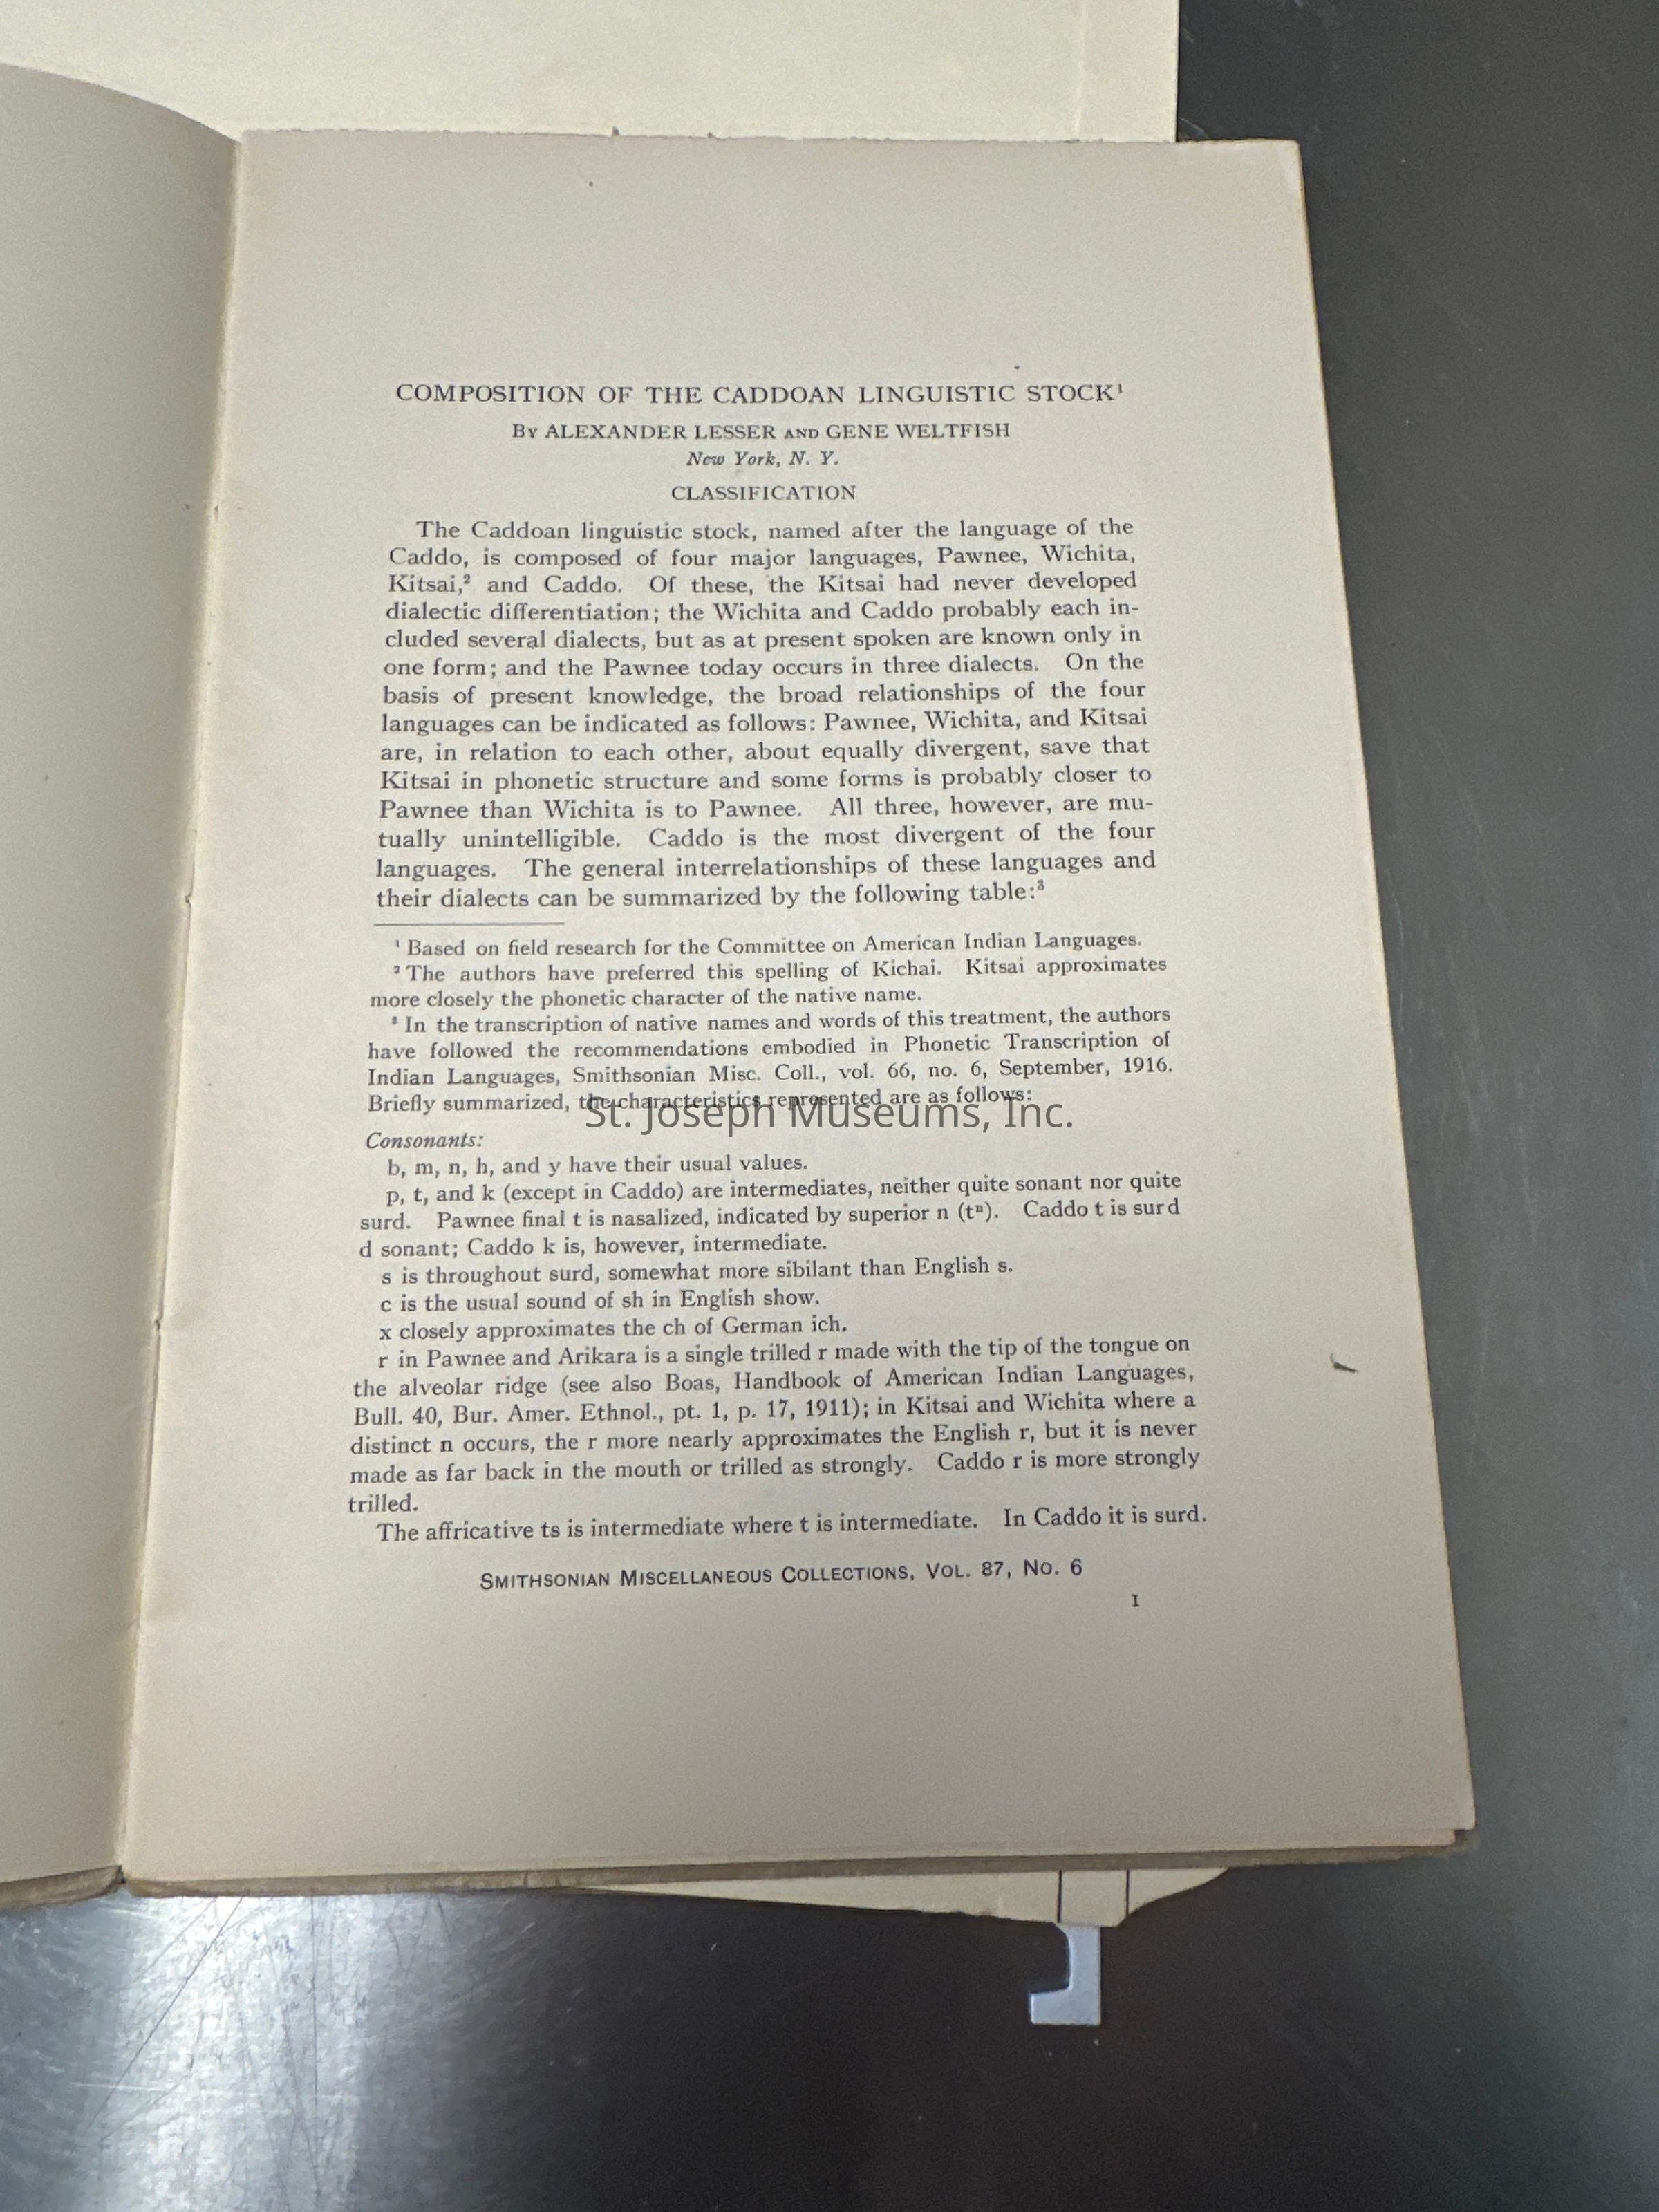 COMPOSITION OF THE CADDOAN LINGUISTIC STOCK¹
By ALEXANDER LESSER AND GENE WELTFISH
New York, N. Y.
CLASSIFICATION
The Caddoan linguistic stock, named after the language of the
Caddo, is composed of four major languages, Pawnee, Wichita,
Kitsai,² and Caddo. Of these, the Kitsai had never developed
dialectic differentiation; the Wichita and Caddo probably each in-
cluded several dialects, but as at present spoken are known only in
one form; and the Pawnee today occurs in three dialects. On the
basis of present knowledge, the broad relationships of the four
languages can be indicated as follows: Pawnee, Wichita, and Kitsai
are, in relation to each other, about equally divergent, save that
Kitsai in phonetic structure and some forms is probably closer to
Pawnee than Wichita is to Pawnee. All three, however, are mu-
tually unintelligible. Caddo is the most divergent of the four
languages. The general interrelationships of these languages and
their dialects can be summarized by the following table:³
¹ Based on field research for the Committee on American Indian Languages.
² The authors have preferred this spelling of Kichai. Kitsai approximates
more closely the phonetic character of the native name.
³ In the transcription of native names and words of this treatment, the authors
have followed the recommendations embodied in Phonetic Transcription of
Indian Languages, Smithsonian Misc. Coll., vol. 66, no. 6, September, 1916.
Briefly summarized, the characteristics represented are as follows:
St. Joseph Museums, Inc.
Consonants:
b, m, n, h, and y have their usual values.
p, t, and k (except in Caddo) are intermediates, neither quite sonant nor quite
surd. Pawnee final t is nasalized, indicated by superior n (tⁿ). Caddo t is surd
d sonant; Caddo k is, however, intermediate.
s is throughout surd, somewhat more sibilant than English s.
c is the usual sound of sh in English show.
x closely approximates the ch of German ich.
r in Pawnee and Arikara is a single trilled r made with the tip of the tongue on
the alveolar ridge (see also Boas, Handbook of American Indian Languages,
Bull. 40, Bur. Amer. Ethnol., pt. 1, p. 17, 1911); in Kitsai and Wichita where a
distinct n occurs, the r more nearly approximates the English r, but it is never
made as far back in the mouth or trilled as strongly. Caddo r is more strongly
trilled.
The affricative ts is intermediate where t is intermediate. In Caddo it is surd.
SMITHSONIAN MISCELLANEOUS COLLECTIONS, VOL. 87, NO. 6
1